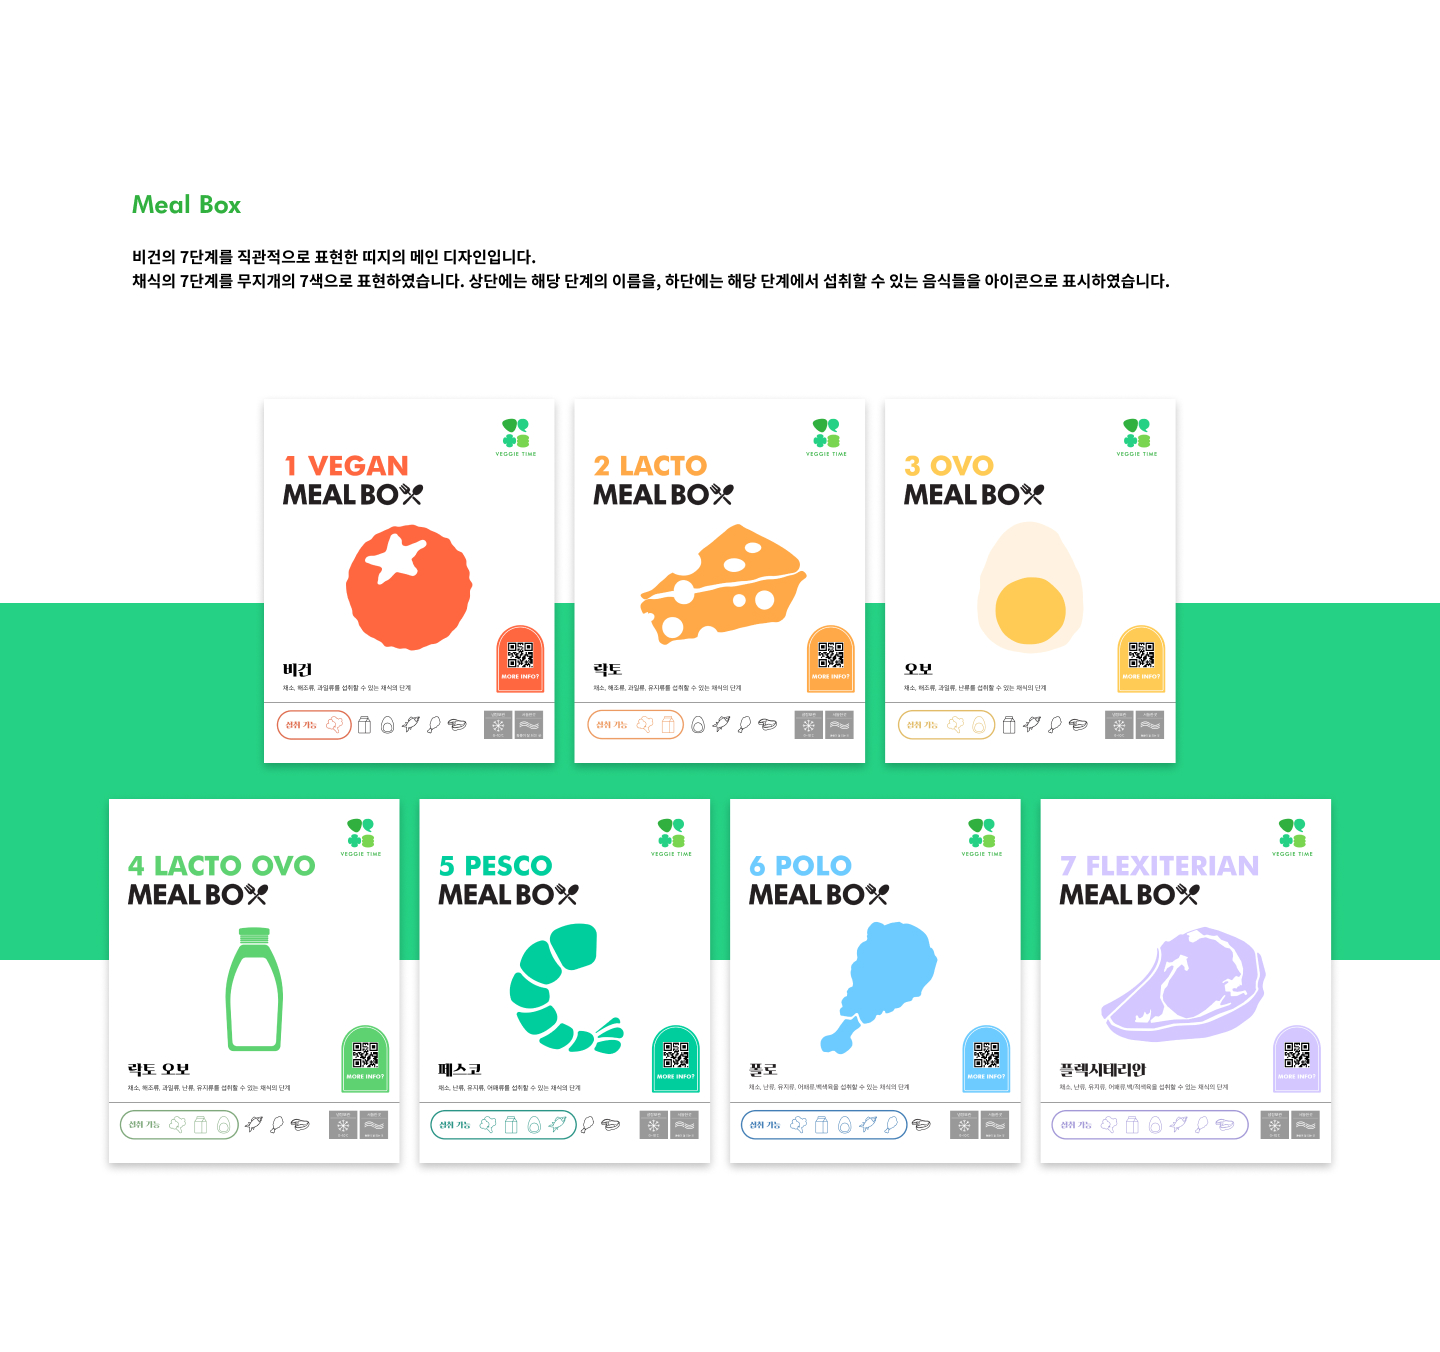 Meal Box
비건의 7단계를 직관적으로 표현한 띠지의 메인 디자인입니다.
채식의 7단계를 무지개의 7색으로 표현하였습니다. 상단에는 해당 단계의 이름을, 하단에는 해당 단계에서 섭취할 수 있는 음식들을 아이콘으로 표시하였습니다.
VEGGIE TIME
1 VEGAN
MEAL BO
MORE INFO?
비건
채소, 해조류, 과일류를 섭취할 수 있는 채식의 단계
섭취 가능
VEGGIE TIME
2 LACTO
MEAL BO
MORE INFO?
락토
채소, 해조류, 과일류, 유지류를 섭취할 수 있는 채식의 단계
섭취 가능
VEGGIE TIME
3 OVO
MEAL BO
MORE INFO?
오보
채소, 해조류, 과일류, 난류를 섭취할 수 있는 채식의 단계
섭취 가능
VEGGIE TIME
4 LACTO OVO
MEAL BO
MORE INFO?
락토 오보
채소, 해조류, 과일류, 난류, 유지류를 섭취할 수 있는 채식의 단계
섭취 가능
VEGGIE TIME
5 PESCO
MEAL BO
MORE INFO?
페스코
채소, 난류, 유지류, 어패류를 섭취할 수 있는 채식의 단계
섭취 가능
VEGGIE TIME
6 POLO
MEAL BO
MORE INFO?
폴로
채소, 난류, 유지류, 어패류,백색육을 섭취할 수 있는 채식의 단계
섭취 가능
VEGGIE TIME
7 FLEXITERIAN
MEAL BO
MORE INFO?
플렉시테리안
채소, 난류, 유지류, 어패류,백/적색육을 섭취할 수 있는 채식의 단계
섭취 가능